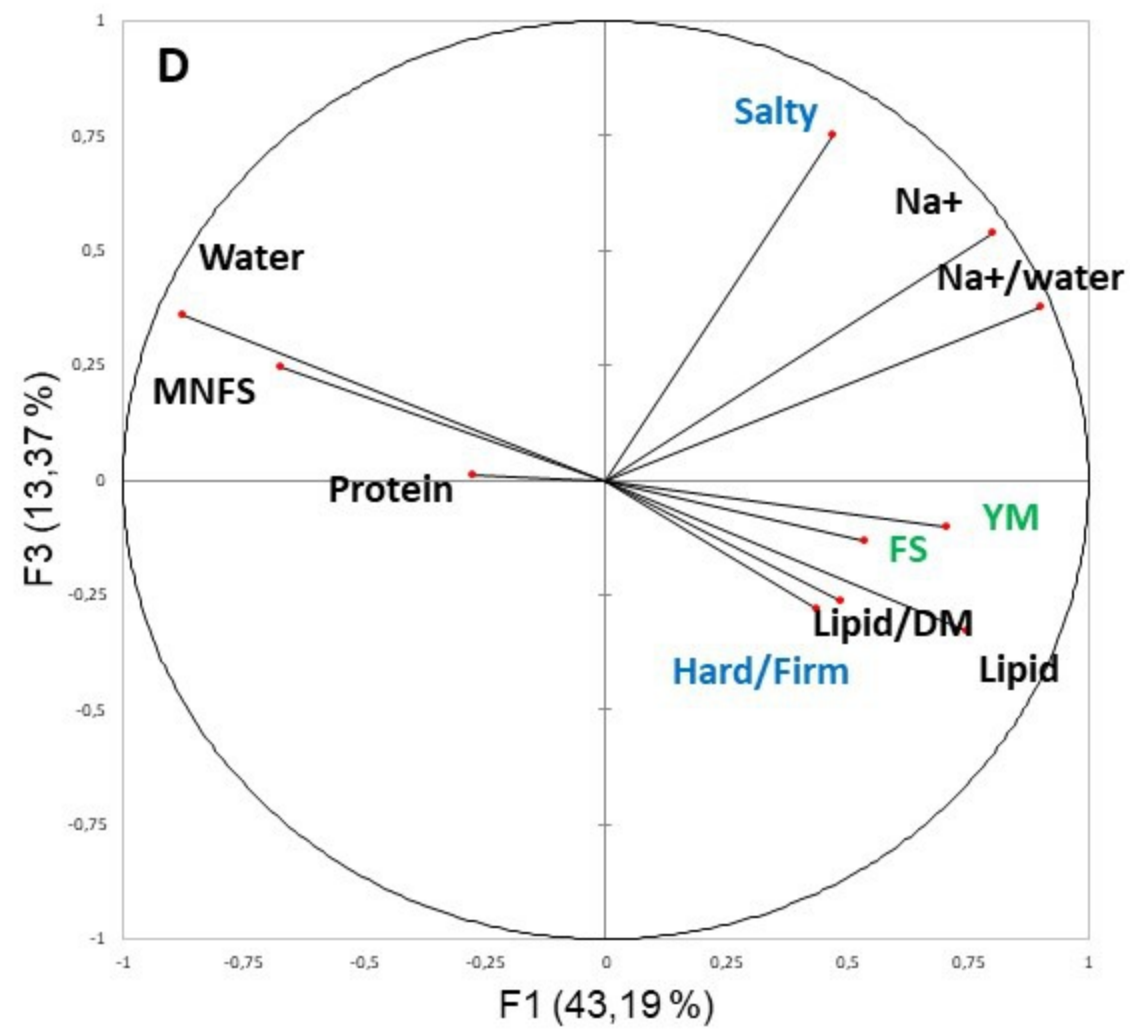 1
D
Salty
0,75
Na+
0,5
Water
Na+/water
0,25
MNFS
0
Protein
YM
FS
-0,25
Lipid/DM
Hard/Firm
Lipid
-0,5
-0,75
-1
F3 (13,37 %)
-1 -0,75 -0,5 -0,25 0 0,25 0,5 0,75 1
F1 (43,19 %)